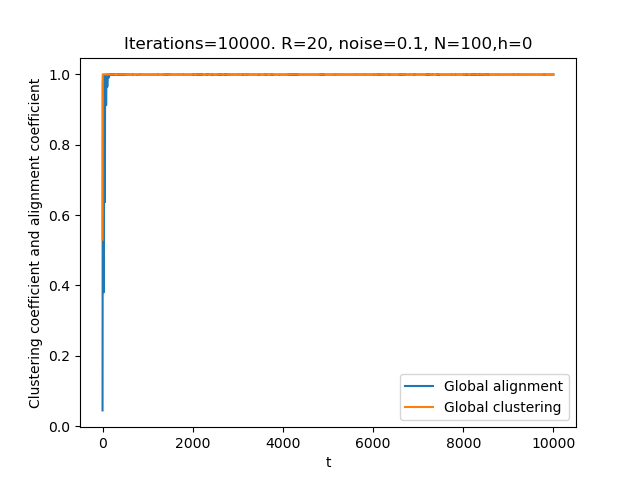 Iterations=10000. R=20, noise=0.1, N=100,h=0
Clustering coefficient and alignment coefficient
1.0
0.8
0.6
0.4
0.2
0.0
Global alignment
Global clustering
0 2000 4000 6000 8000 10000
t